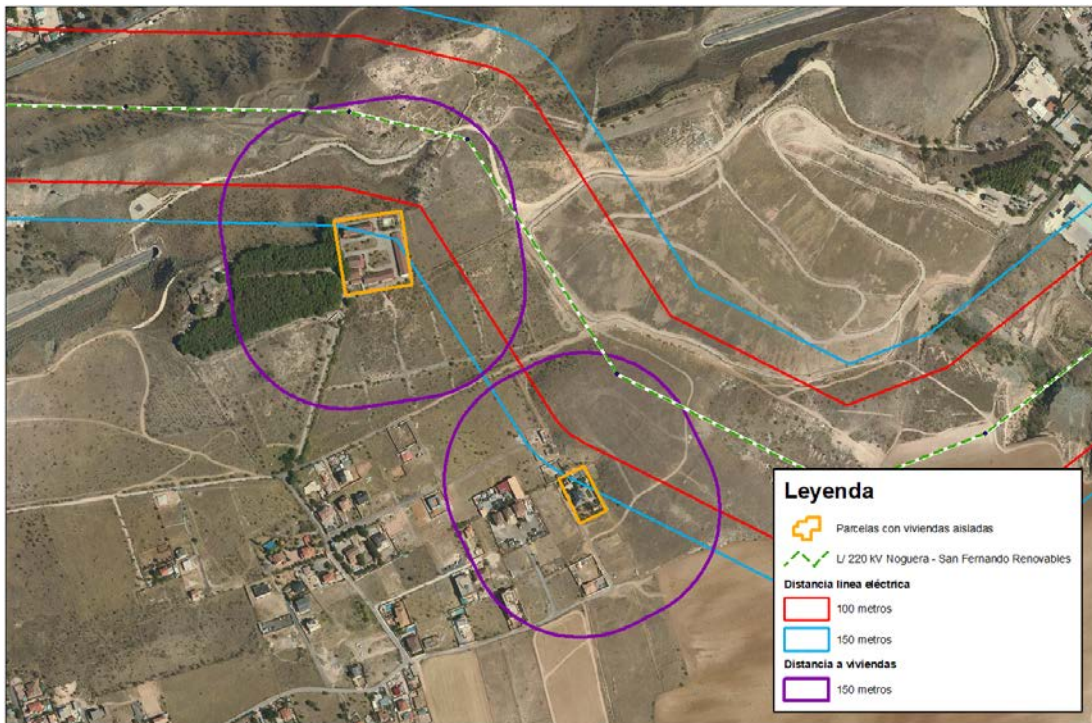 Leyenda
Parcelas con viviendas aisladas
L/ 220 kV Noguera - San Fernando Renovables
Distancia línea eléctrica
100 metros
150 metros
Distancia a viviendas
150 metros